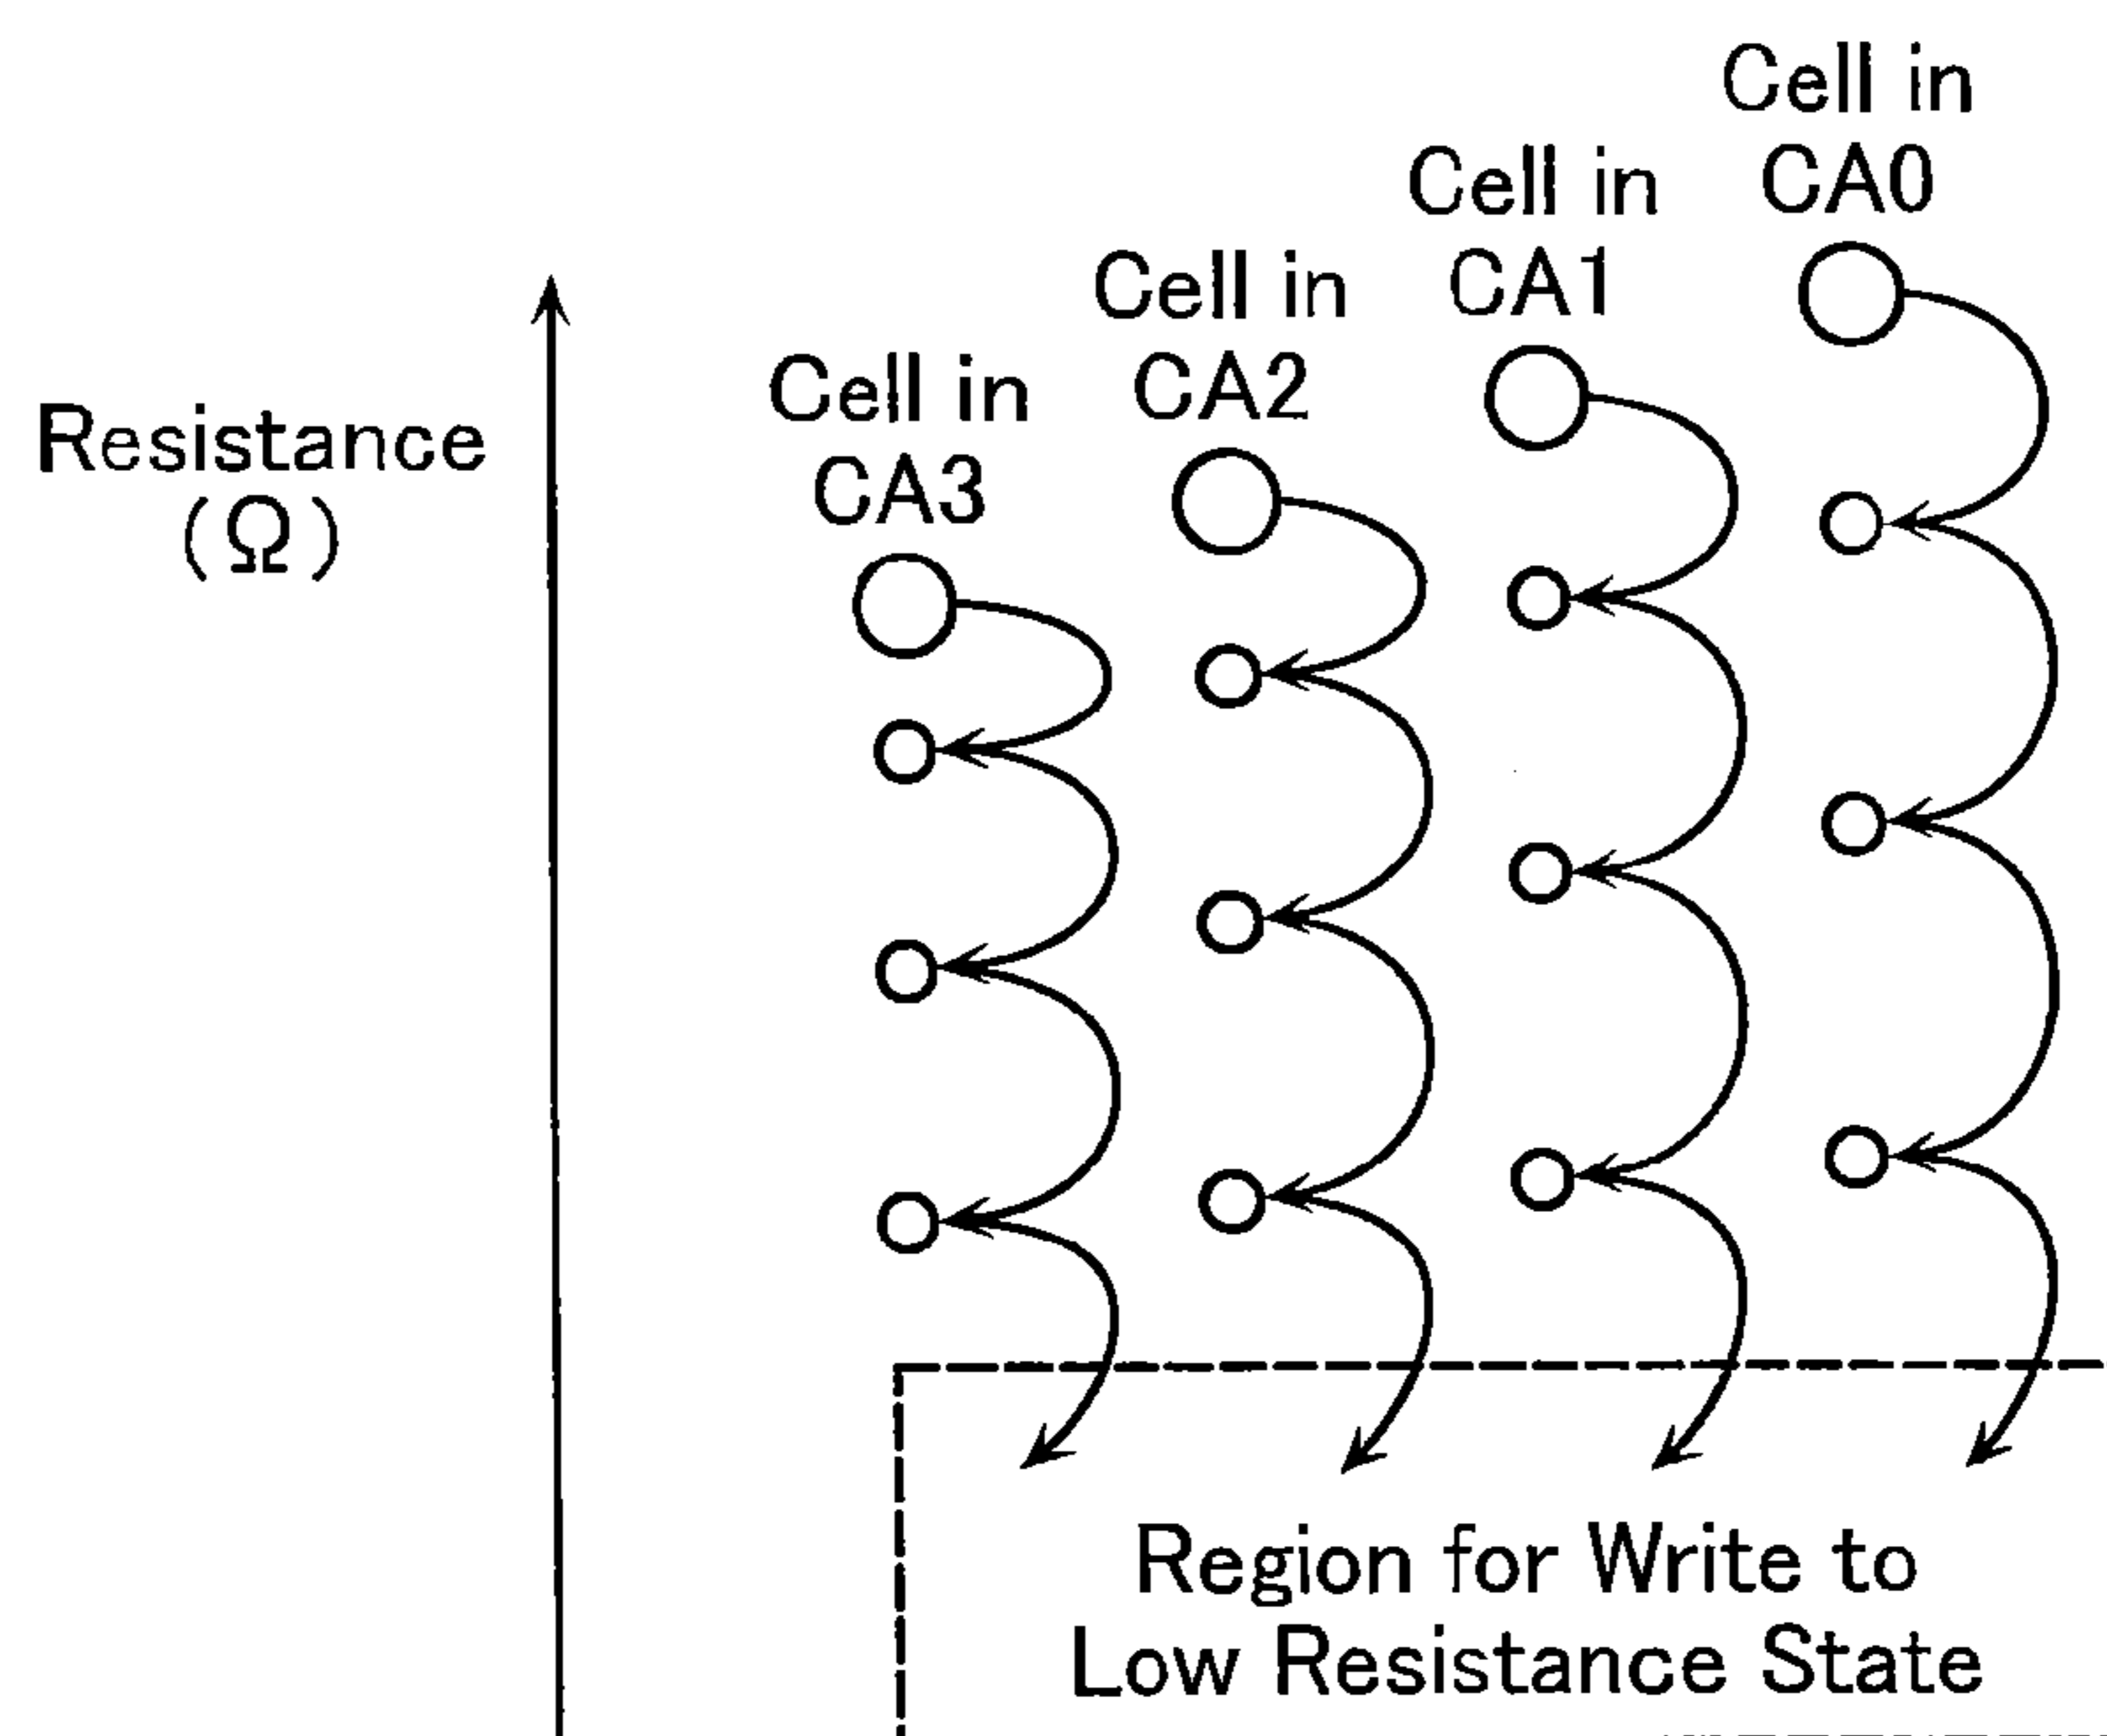 Cell in
CA0
Cell in
CA1
Cell in
CA2
Cell in
CA3
Resistance
(Ω)
Region for Write to
Low Resistance State